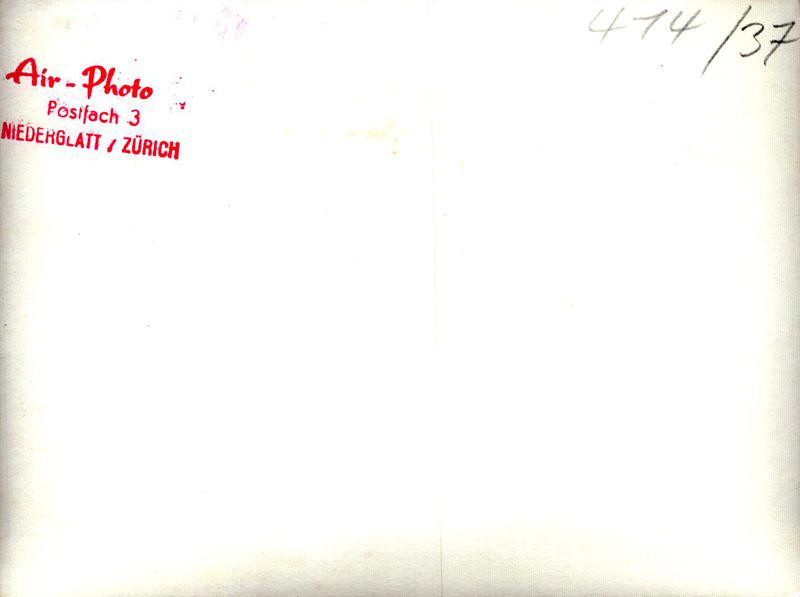 Air - Photo
Postfach 3
NIEDERGLATT / ZÜRICH
414/37